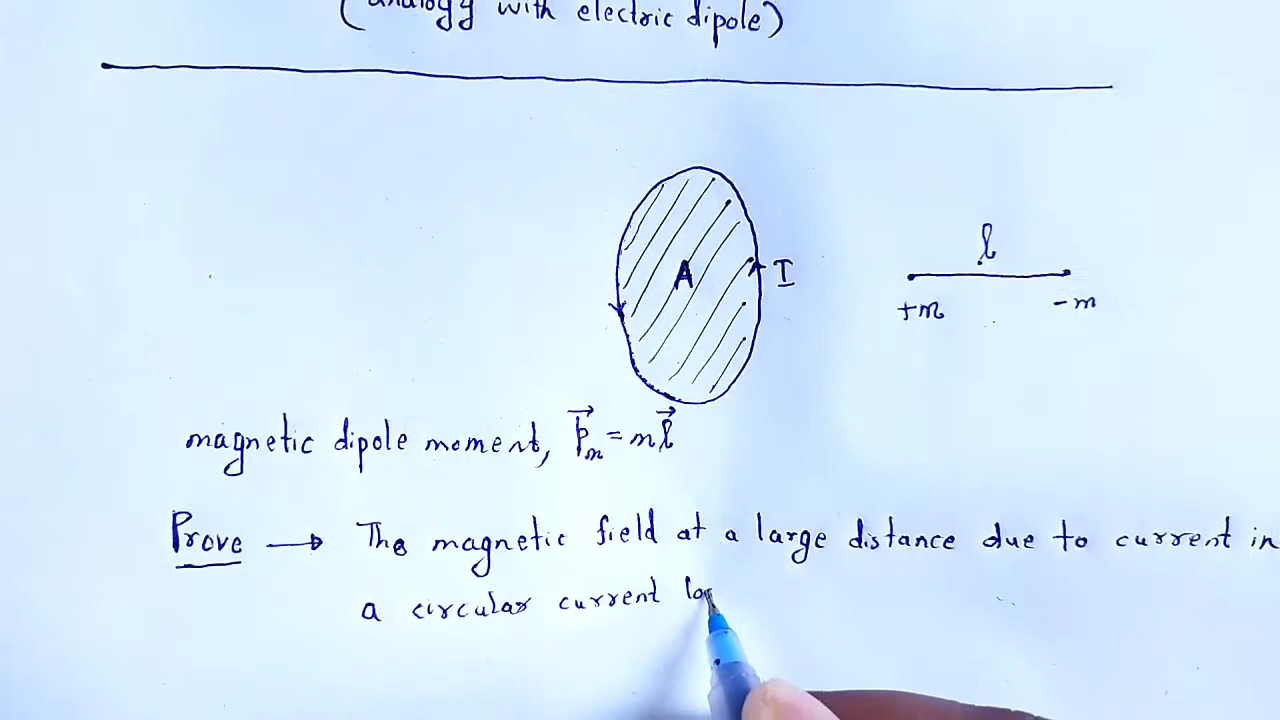 (analogy with electric dipole)
A
I
l
+m
-m
magnetic dipole moment, p⃗ₘ = m l⃗
Prove → The magnetic field at a large distance due to current in
a circular current lo